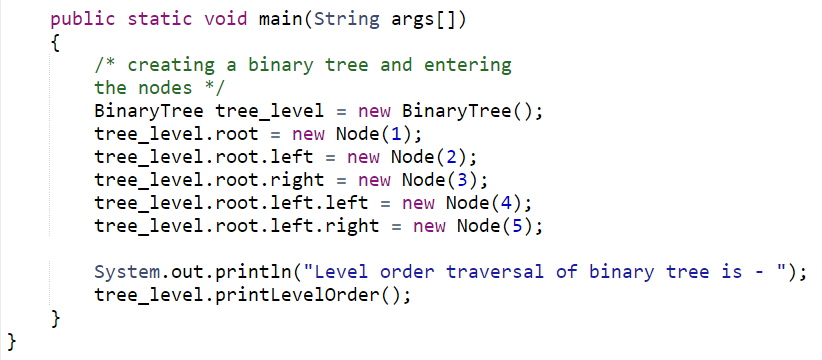 public static void main(String args[])
{
/* creating a binary tree and entering
the nodes */
BinaryTree tree_level = new BinaryTree();
tree_level.root = new Node(1);
tree_level.root.left = new Node(2);
tree_level.root.right = new Node(3);
tree_level.root.left.left = new Node(4);
tree_level.root.left.right = new Node(5);
System.out.println("Level order traversal of binary tree is - ");
tree_level.printLevelOrder();
}
}